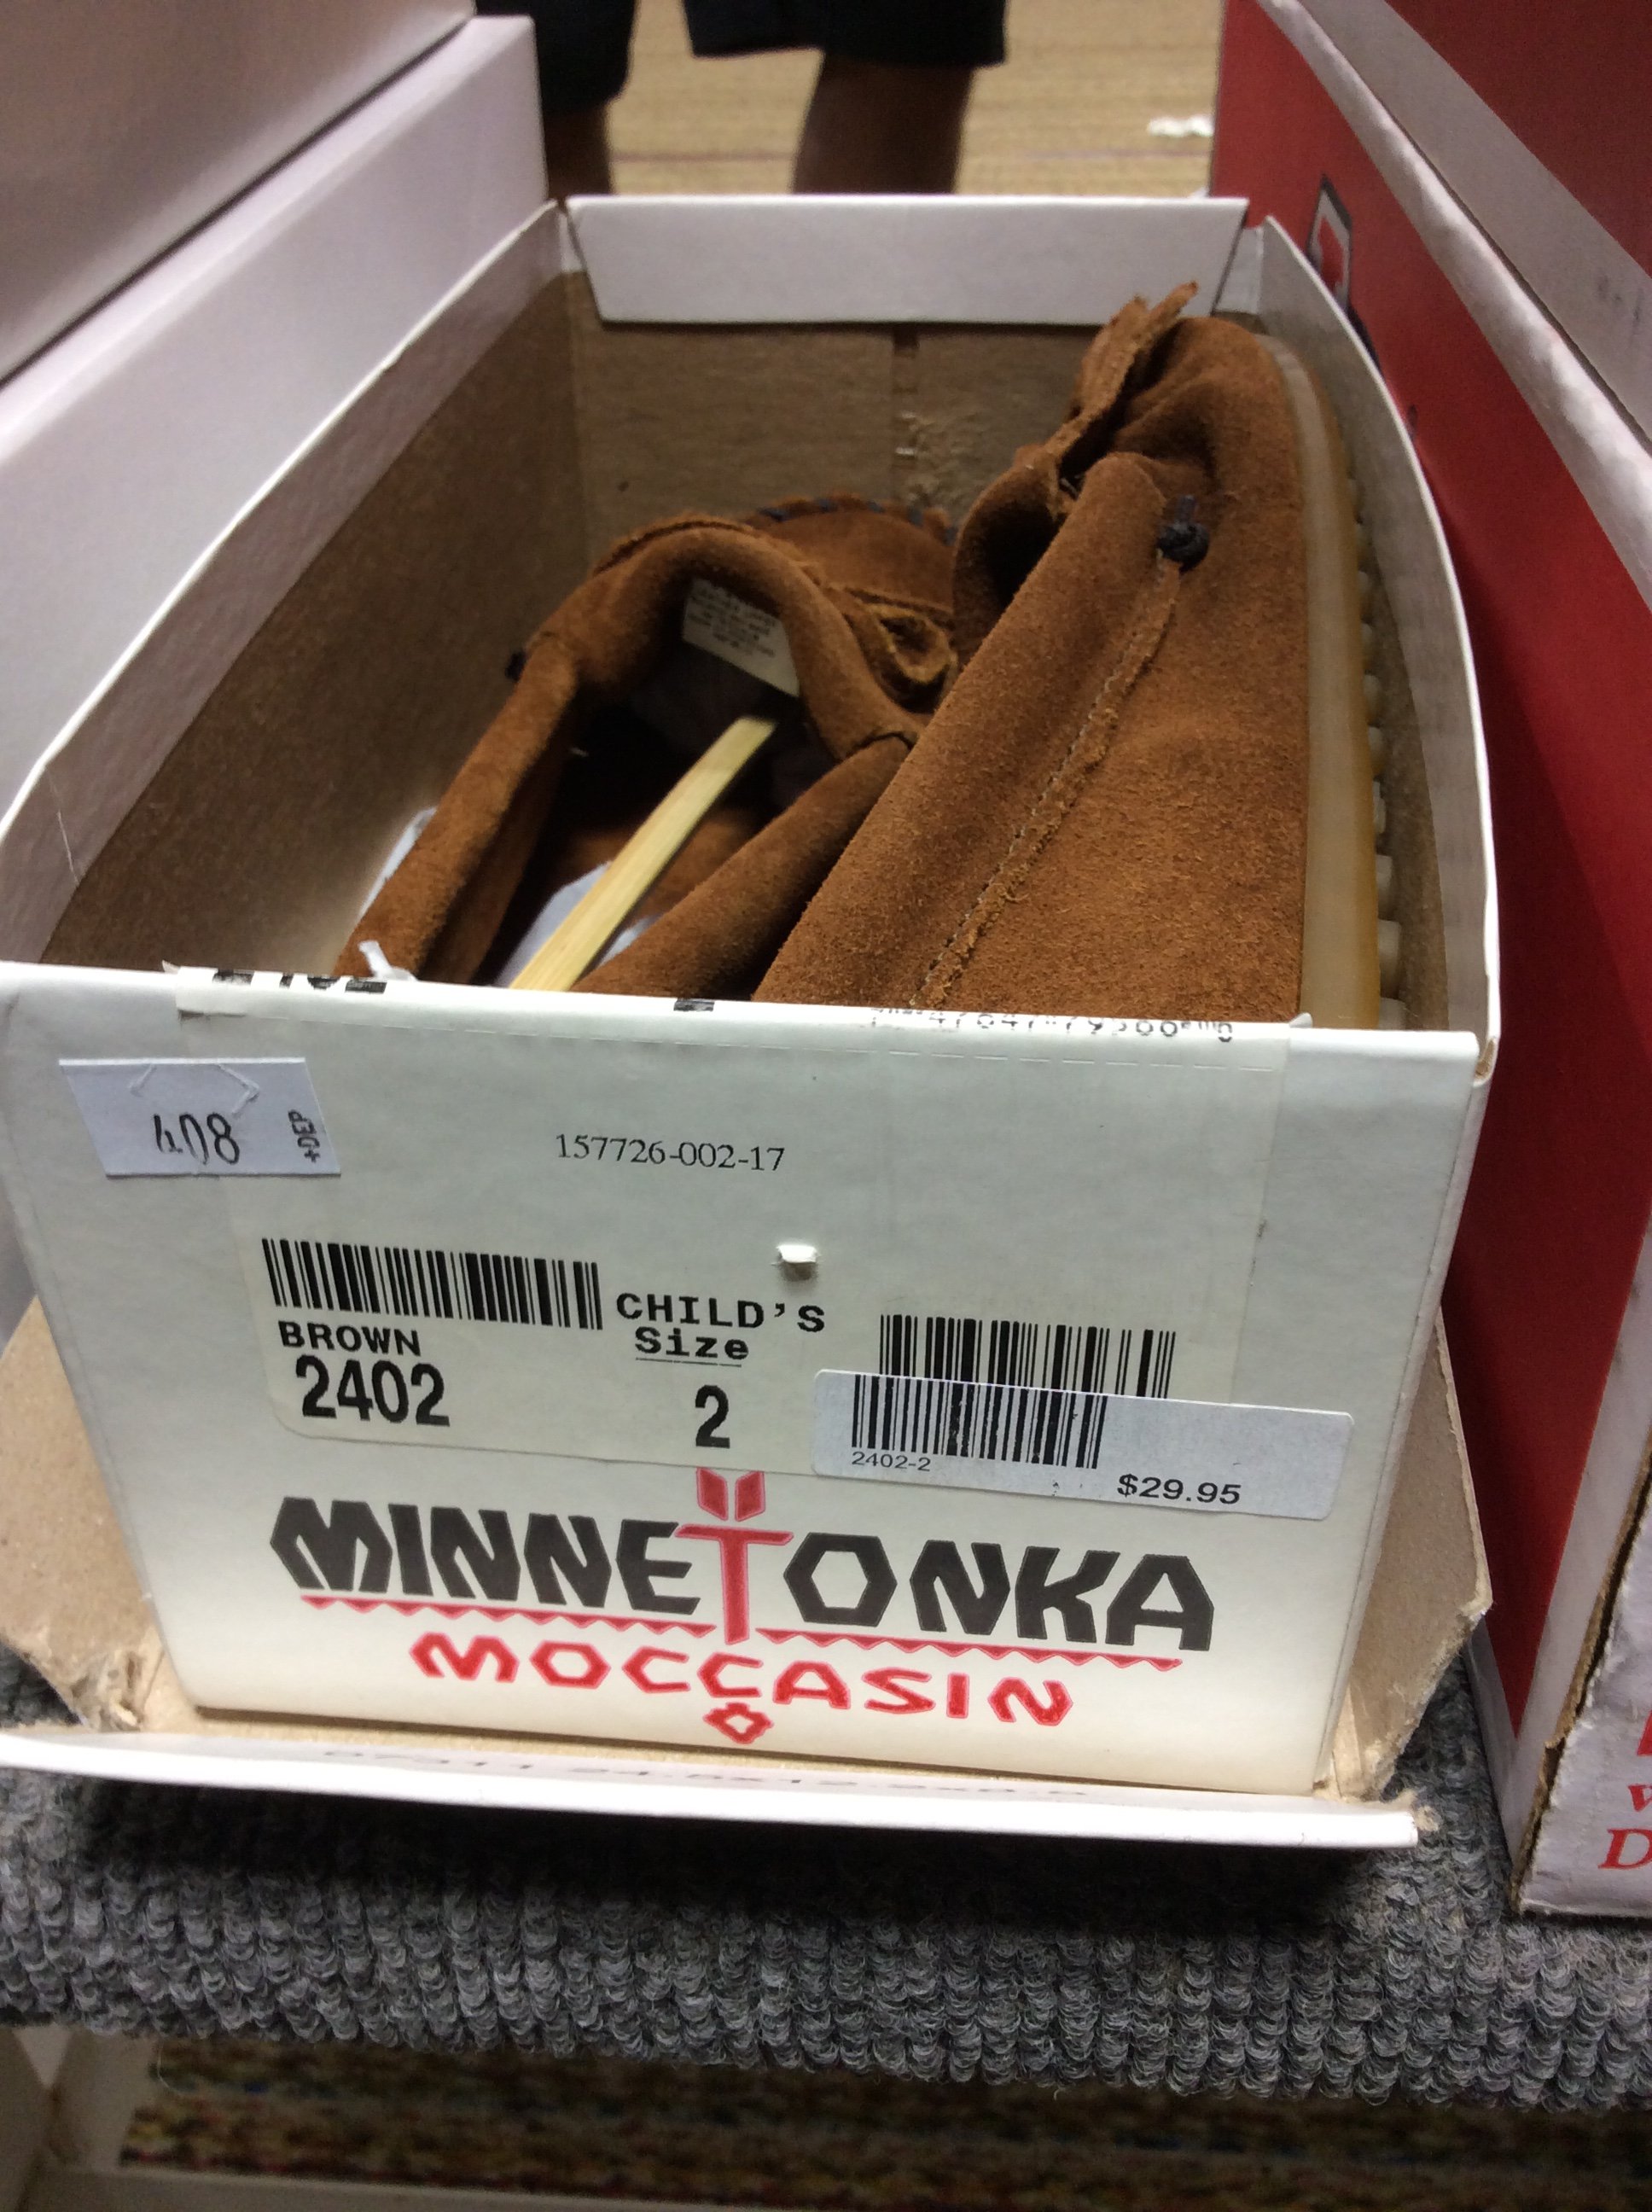 408
+DEP
157726-002-17
BROWN
2402
CHILD'S
Size
2
2402-2
$29.95
MINNETONKA
MOCCASIN
D